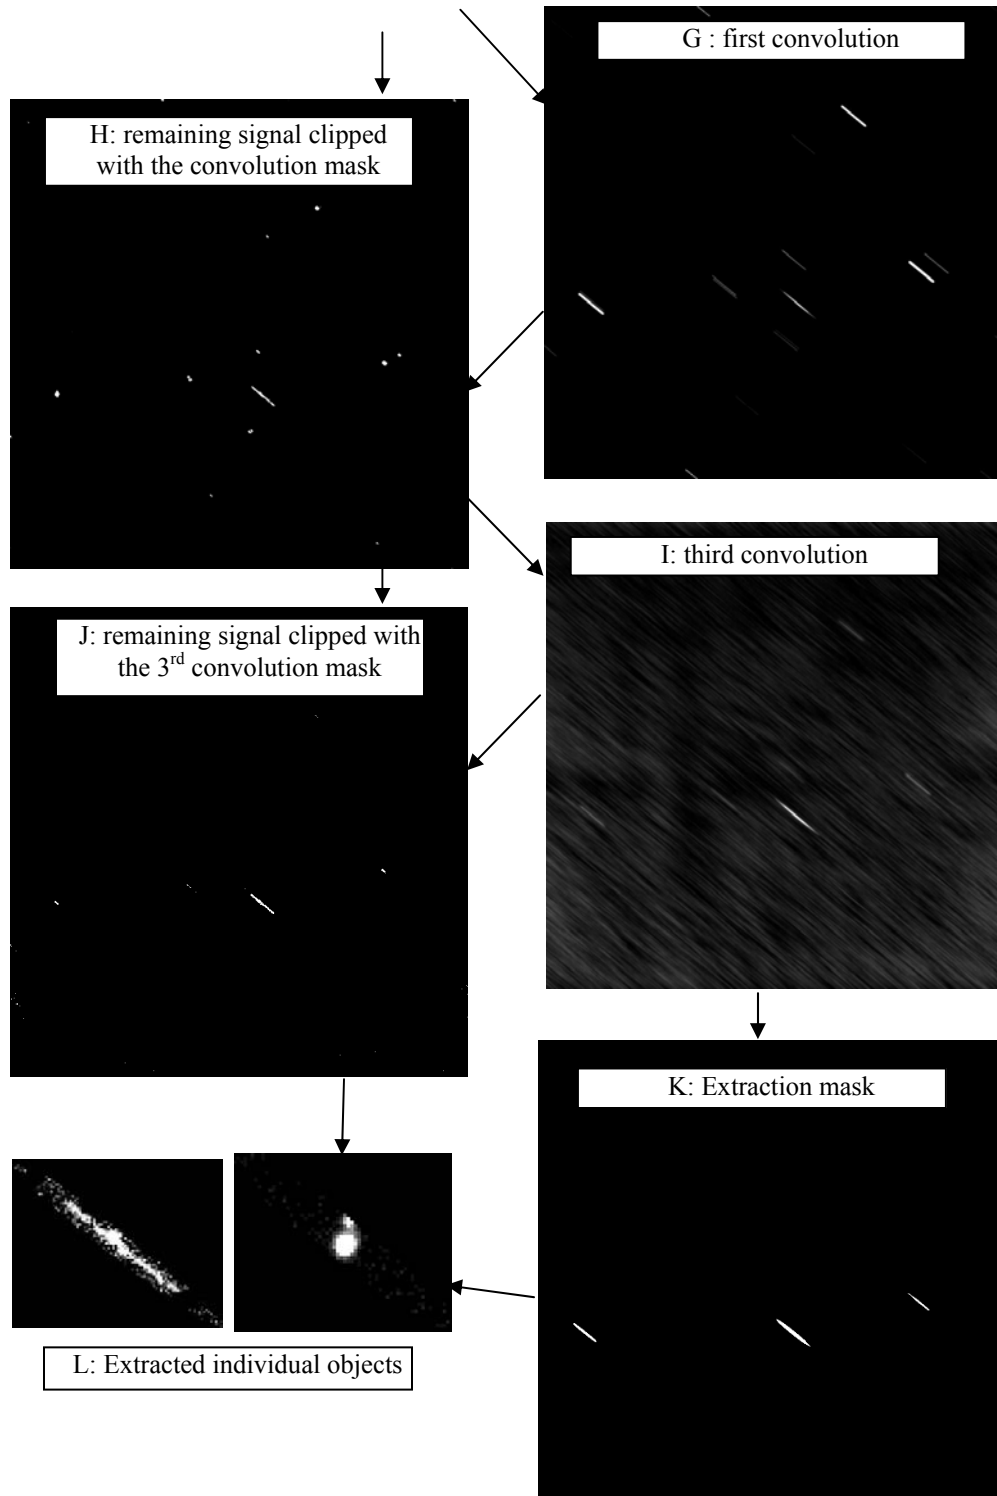 G : first convolution
H: remaining signal clipped
with the convolution mask
I: third convolution
J: remaining signal clipped with
the 3rd convolution mask
K: Extraction mask
L: Extracted individual objects